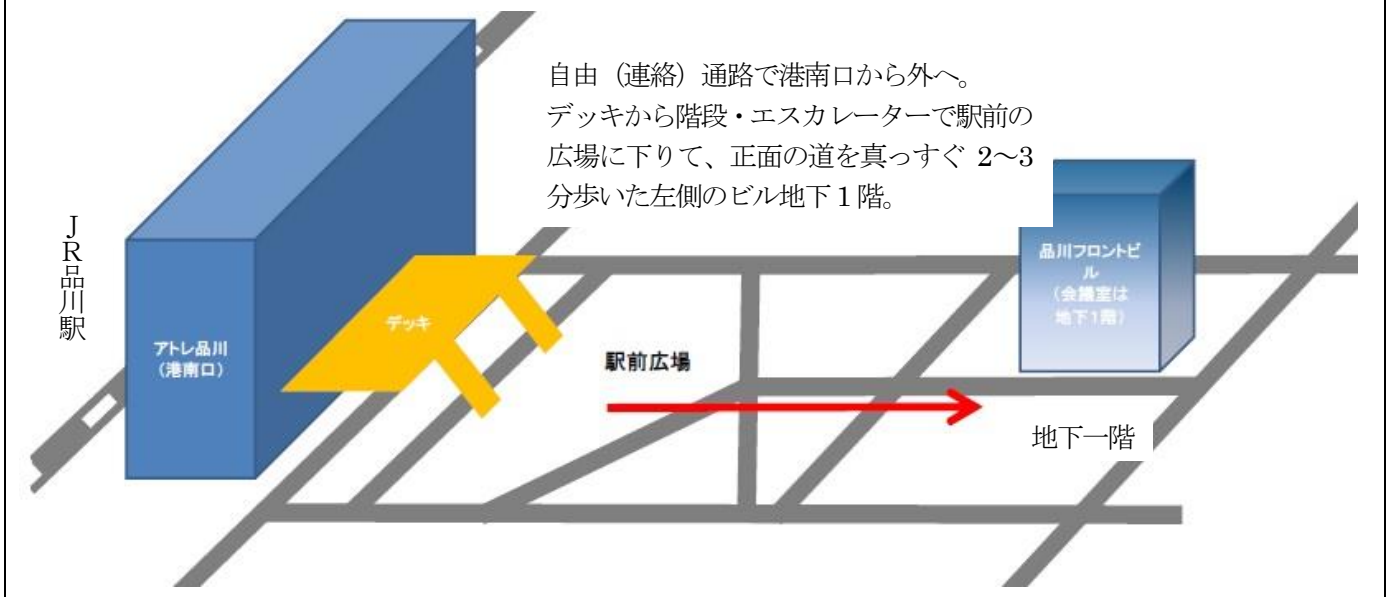 自由（連絡）通路で港南口から外へ。
デッキから階段・エスカレーターで駅前の
広場に下りて、正面の道を真っすぐ 2～3
分歩いた左側のビル地下 1 階。
ＪＲ品川駅
アトレ品川
（港南口）
デッキ
駅前広場
品川フロントビ
ル
（会議室は
地下1階）
地下一階